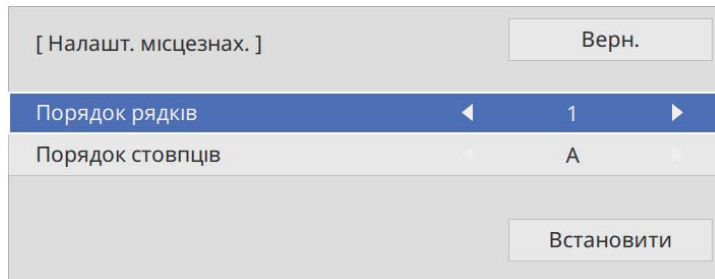 [ Налашт. місцезнах. ]
Верн.
Порядок рядків 1
Порядок стовпців A
Встановити